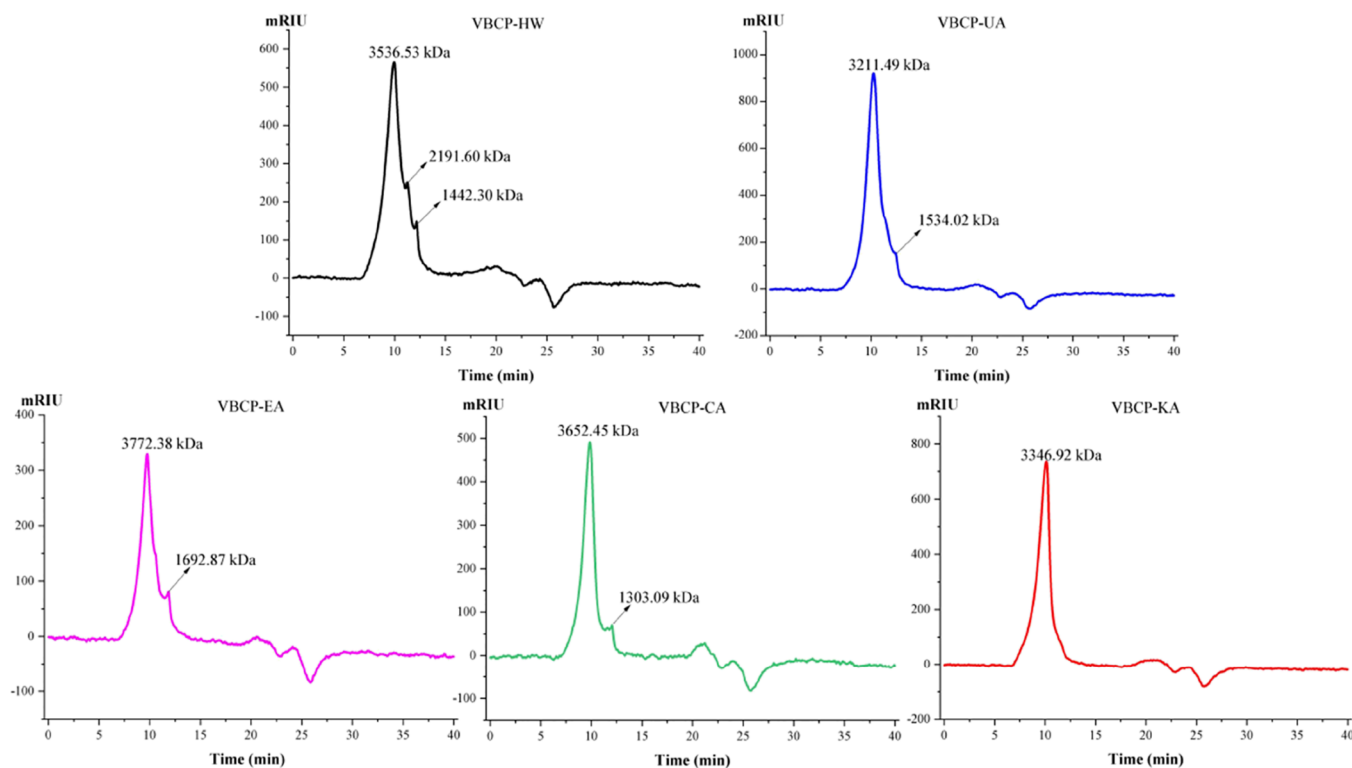 mRIU
VBCP-HW
3536.53 kDa
2191.60 kDa
1442.30 kDa
600
500
400
300
200
100
0
-100
0 5 10 15 20 25 30 35 40
Time (min)
mRIU
VBCP-UA
3211.49 kDa
1534.02 kDa
1000
800
600
400
200
0
-200
0 5 10 15 20 25 30 35 40
Time (min)
mRIU
VBCP-EA
3772.38 kDa
1692.87 kDa
400
300
200
100
0
-100
0 5 10 15 20 25 30 35 40
Time (min)
mRIU
VBCP-CA
3652.45 kDa
1303.09 kDa
500
400
300
200
100
0
-100
0 5 10 15 20 25 30 35 40
Time (min)
mRIU
VBCP-KA
3346.92 kDa
800
600
400
200
0
-200
0 5 10 15 20 25 30 35 40
Time (min)